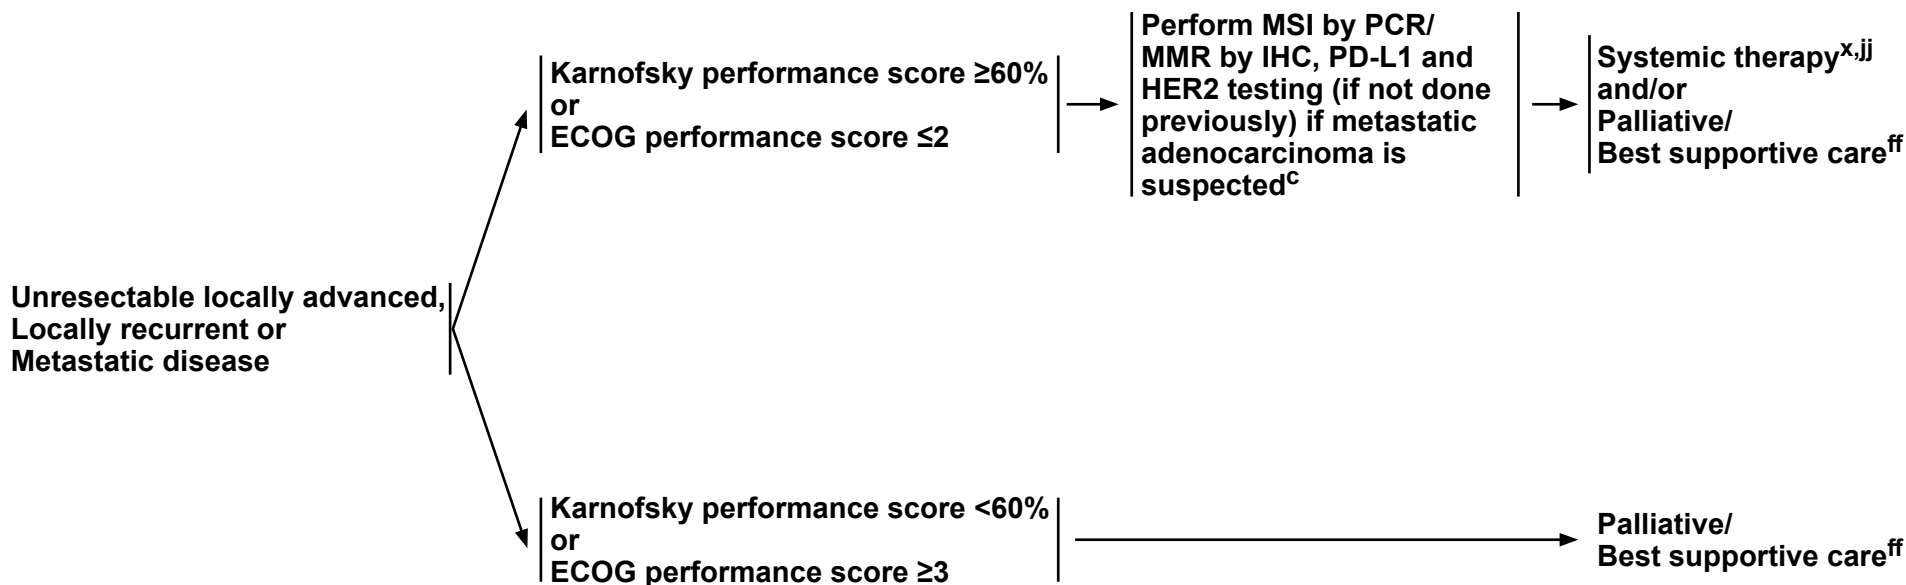 Unresectable locally advanced,
Locally recurrent or
Metastatic disease
Karnofsky performance score ≥60%
or
ECOG performance score ≤2
Perform MSI by PCR/
MMR by IHC, PD-L1 and
HER2 testing (if not done
previously) if metastatic
adenocarcinoma is
suspectedc
Systemic therapyx,jj
and/or
Palliative/
Best supportive careff
Karnofsky performance score <60%
or
ECOG performance score ≥3
Palliative/
Best supportive careff